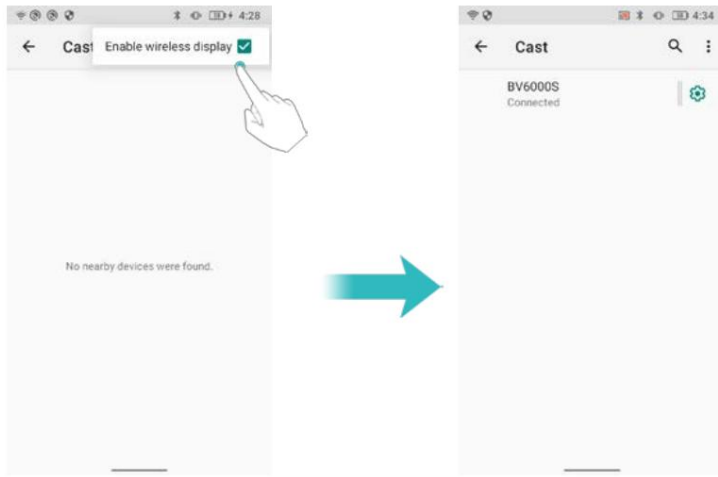 4:28
Cast
Enable wireless display
No nearby devices were found.
4:34
Cast
BV6000S
Connected